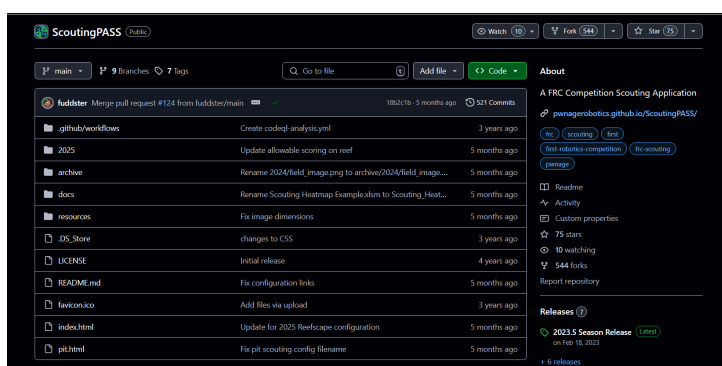 ScoutingPASS Public
Watch 10
Fork 544
Star 75
main
9 Branches
7 Tags
Go to file
t
Add file
<> Code
fuddster Merge pull request #124 from fuddster/main
18b2c1b · 5 months ago
521 Commits
.github/workflows Create codeql-analysis.yml 3 years ago
2025 Update allowable scoring on reef 5 months ago
archive Rename 2024/field_image.png to archive/2024/field_image.... 5 months ago
docs Rename Scouting Heatmap Example.xlsm to Scouting_Heat... 5 months ago
resources Fix image dimensions 5 months ago
.DS_Store changes to CSS 3 years ago
LICENSE Initial release 4 years ago
README.md Fix configuration links 5 months ago
favicon.ico Add files via upload 3 years ago
index.html Update for 2025 Reefscape configuration 5 months ago
pit.html Fix pit scouting config filename 5 months ago
About
A FRC Competition Scouting Application
pwnagerobotics.github.io/ScoutingPASS/
frc scouting first
first-robotics-competition frc-scouting
pwnage
Readme
Activity
Custom properties
75 stars
10 watching
544 forks
Report repository
Releases 7
2023.5 Season Release Latest
on Feb 18, 2023
+ 6 releases